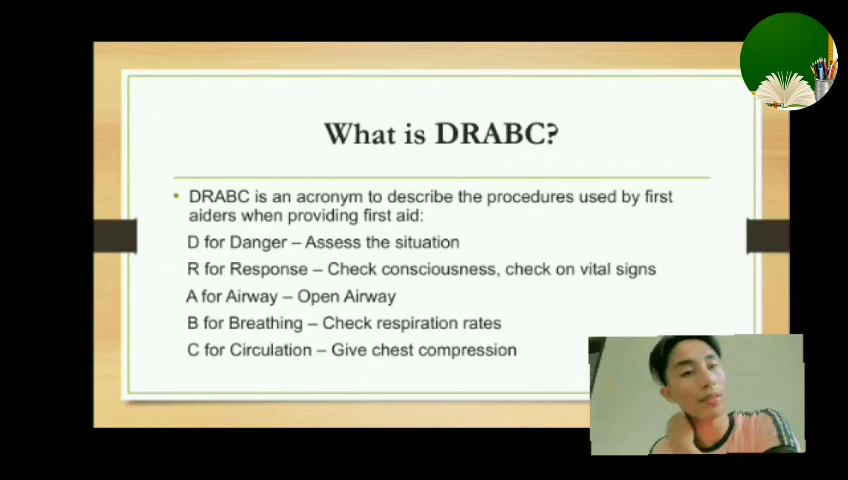 What is DRABC?
• DRABC is an acronym to describe the procedures used by first
aiders when providing first aid:
D for Danger – Assess the situation
R for Response – Check consciousness, check on vital signs
A for Airway – Open Airway
B for Breathing – Check respiration rates
C for Circulation – Give chest compression